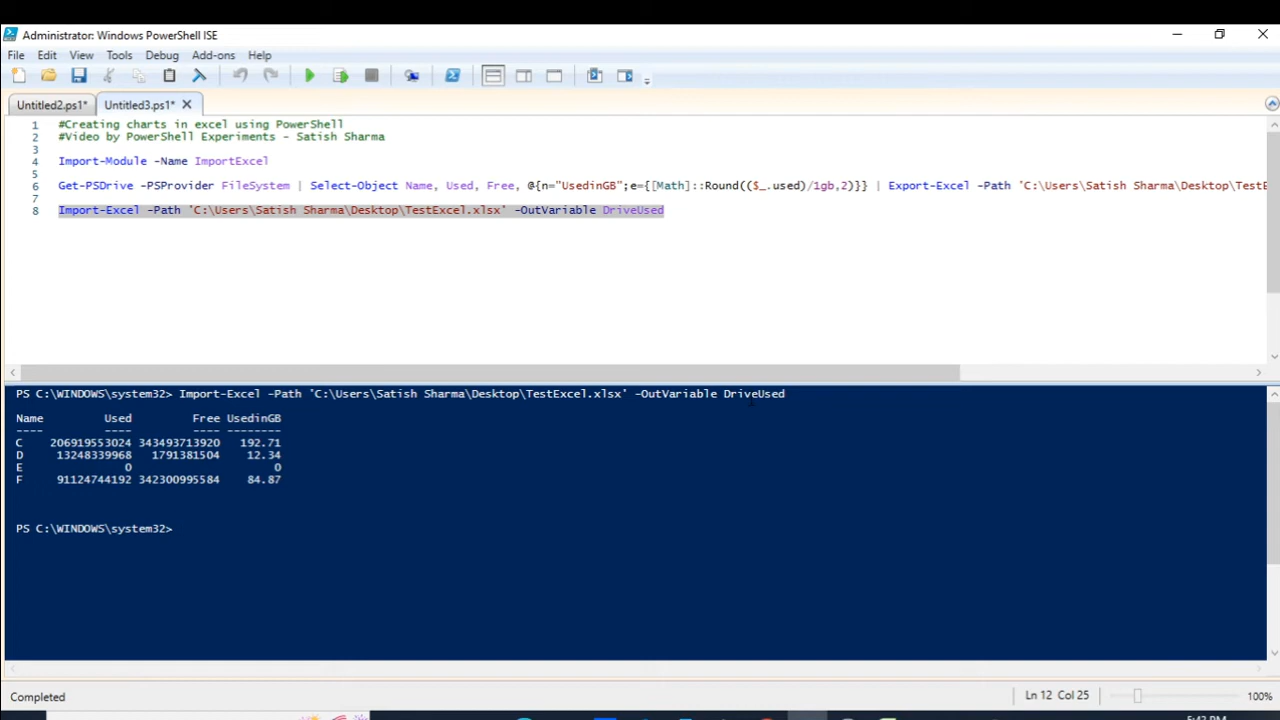 Administrator: Windows PowerShell ISE
File Edit View Tools Debug Add-ons Help
Untitled2.ps1* Untitled3.ps1* ✕
1 #Creating charts in excel using PowerShell
2 #Video by PowerShell Experiments - Satish Sharma
3
4 Import-Module -Name ImportExcel
5
6 Get-PSDrive -PSProvider FileSystem | Select-Object Name, Used, Free, @{n="UsedinGB";e={[Math]::Round(($_.used)/1gb,2)}} | Export-Excel -Path 'C:\Users\Satish Sharma\Desktop\TestE
7
8 Import-Excel -Path 'C:\Users\Satish Sharma\Desktop\TestExcel.xlsx' -OutVariable DriveUsed
PS C:\WINDOWS\system32> Import-Excel -Path 'C:\Users\Satish Sharma\Desktop\TestExcel.xlsx' -OutVariable DriveUsed
Name Used Free UsedinGB
---- ---- ---- --------
C 206919553024 343493713920 192.71
D 13248339968 1791381504 12.34
E 0 0
F 91124744192 342300995584 84.87
PS C:\WINDOWS\system32>
Completed Ln 12 Col 25 100%